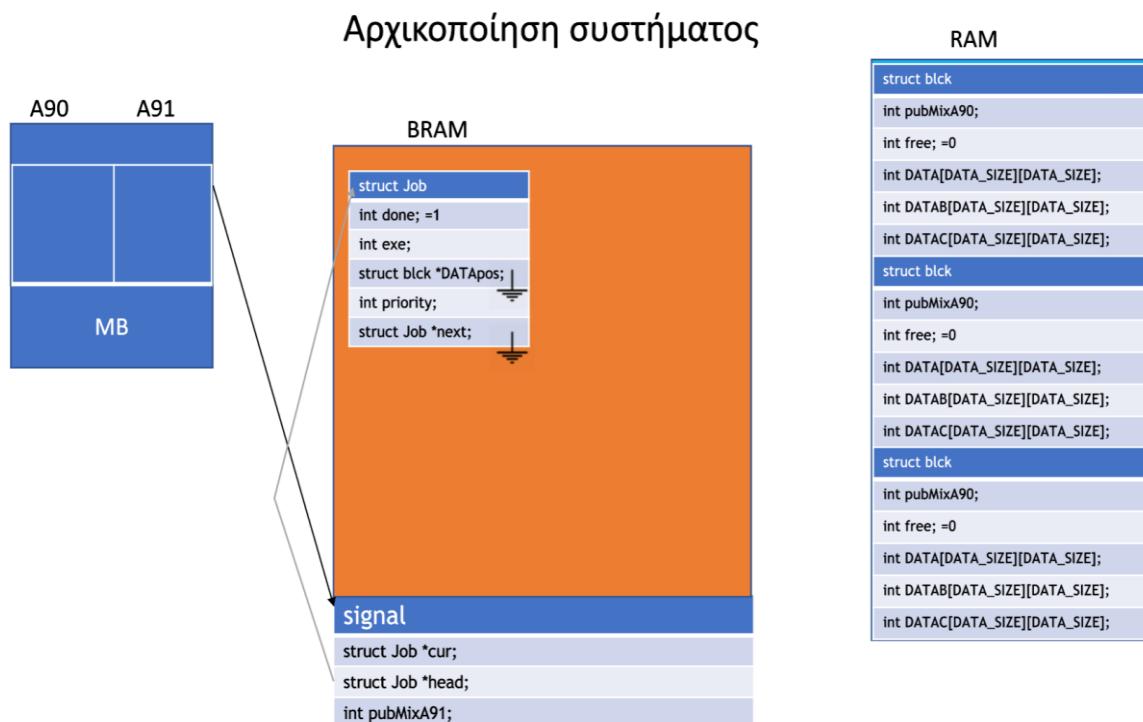 Αρχικοποίηση συστήματος
A90
A91
MB
BRAM
struct Job
int done; =1
int exe;
struct blck *DATApos;
int priority;
struct Job *next;
signal
struct Job *cur;
struct Job *head;
int pubMixA91;
RAM
struct blck
int pubMixA90;
int free; =0
int DATA[DATA_SIZE][DATA_SIZE];
int DATAB[DATA_SIZE][DATA_SIZE];
int DATAC[DATA_SIZE][DATA_SIZE];
struct blck
int pubMixA90;
int free; =0
int DATA[DATA_SIZE][DATA_SIZE];
int DATAB[DATA_SIZE][DATA_SIZE];
int DATAC[DATA_SIZE][DATA_SIZE];
struct blck
int pubMixA90;
int free; =0
int DATA[DATA_SIZE][DATA_SIZE];
int DATAB[DATA_SIZE][DATA_SIZE];
int DATAC[DATA_SIZE][DATA_SIZE];